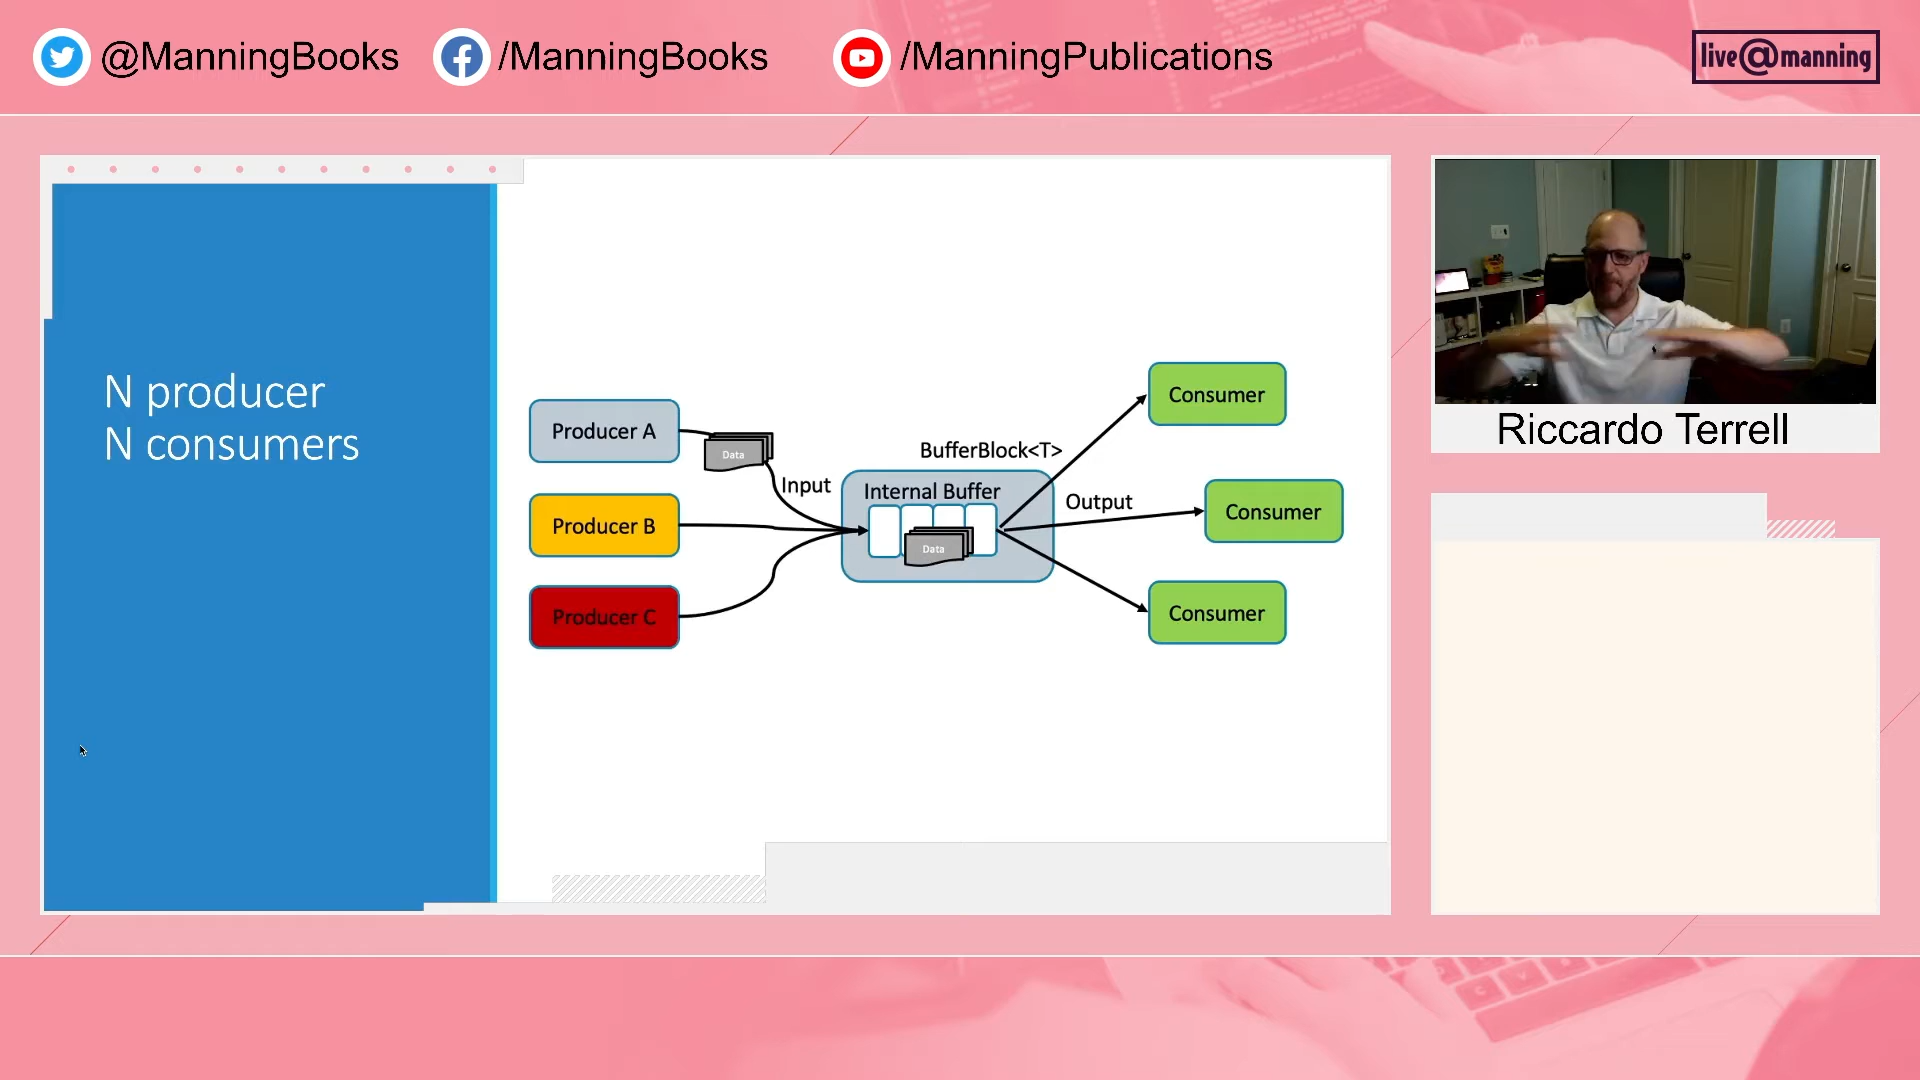 @ManningBooks
/ManningBooks
/ManningPublications
live@manning
N producer
N consumers
Producer A
Producer B
Producer C
Data
Input
BufferBlock<T>
Internal Buffer
Data
Output
Consumer
Consumer
Consumer
Riccardo Terrell